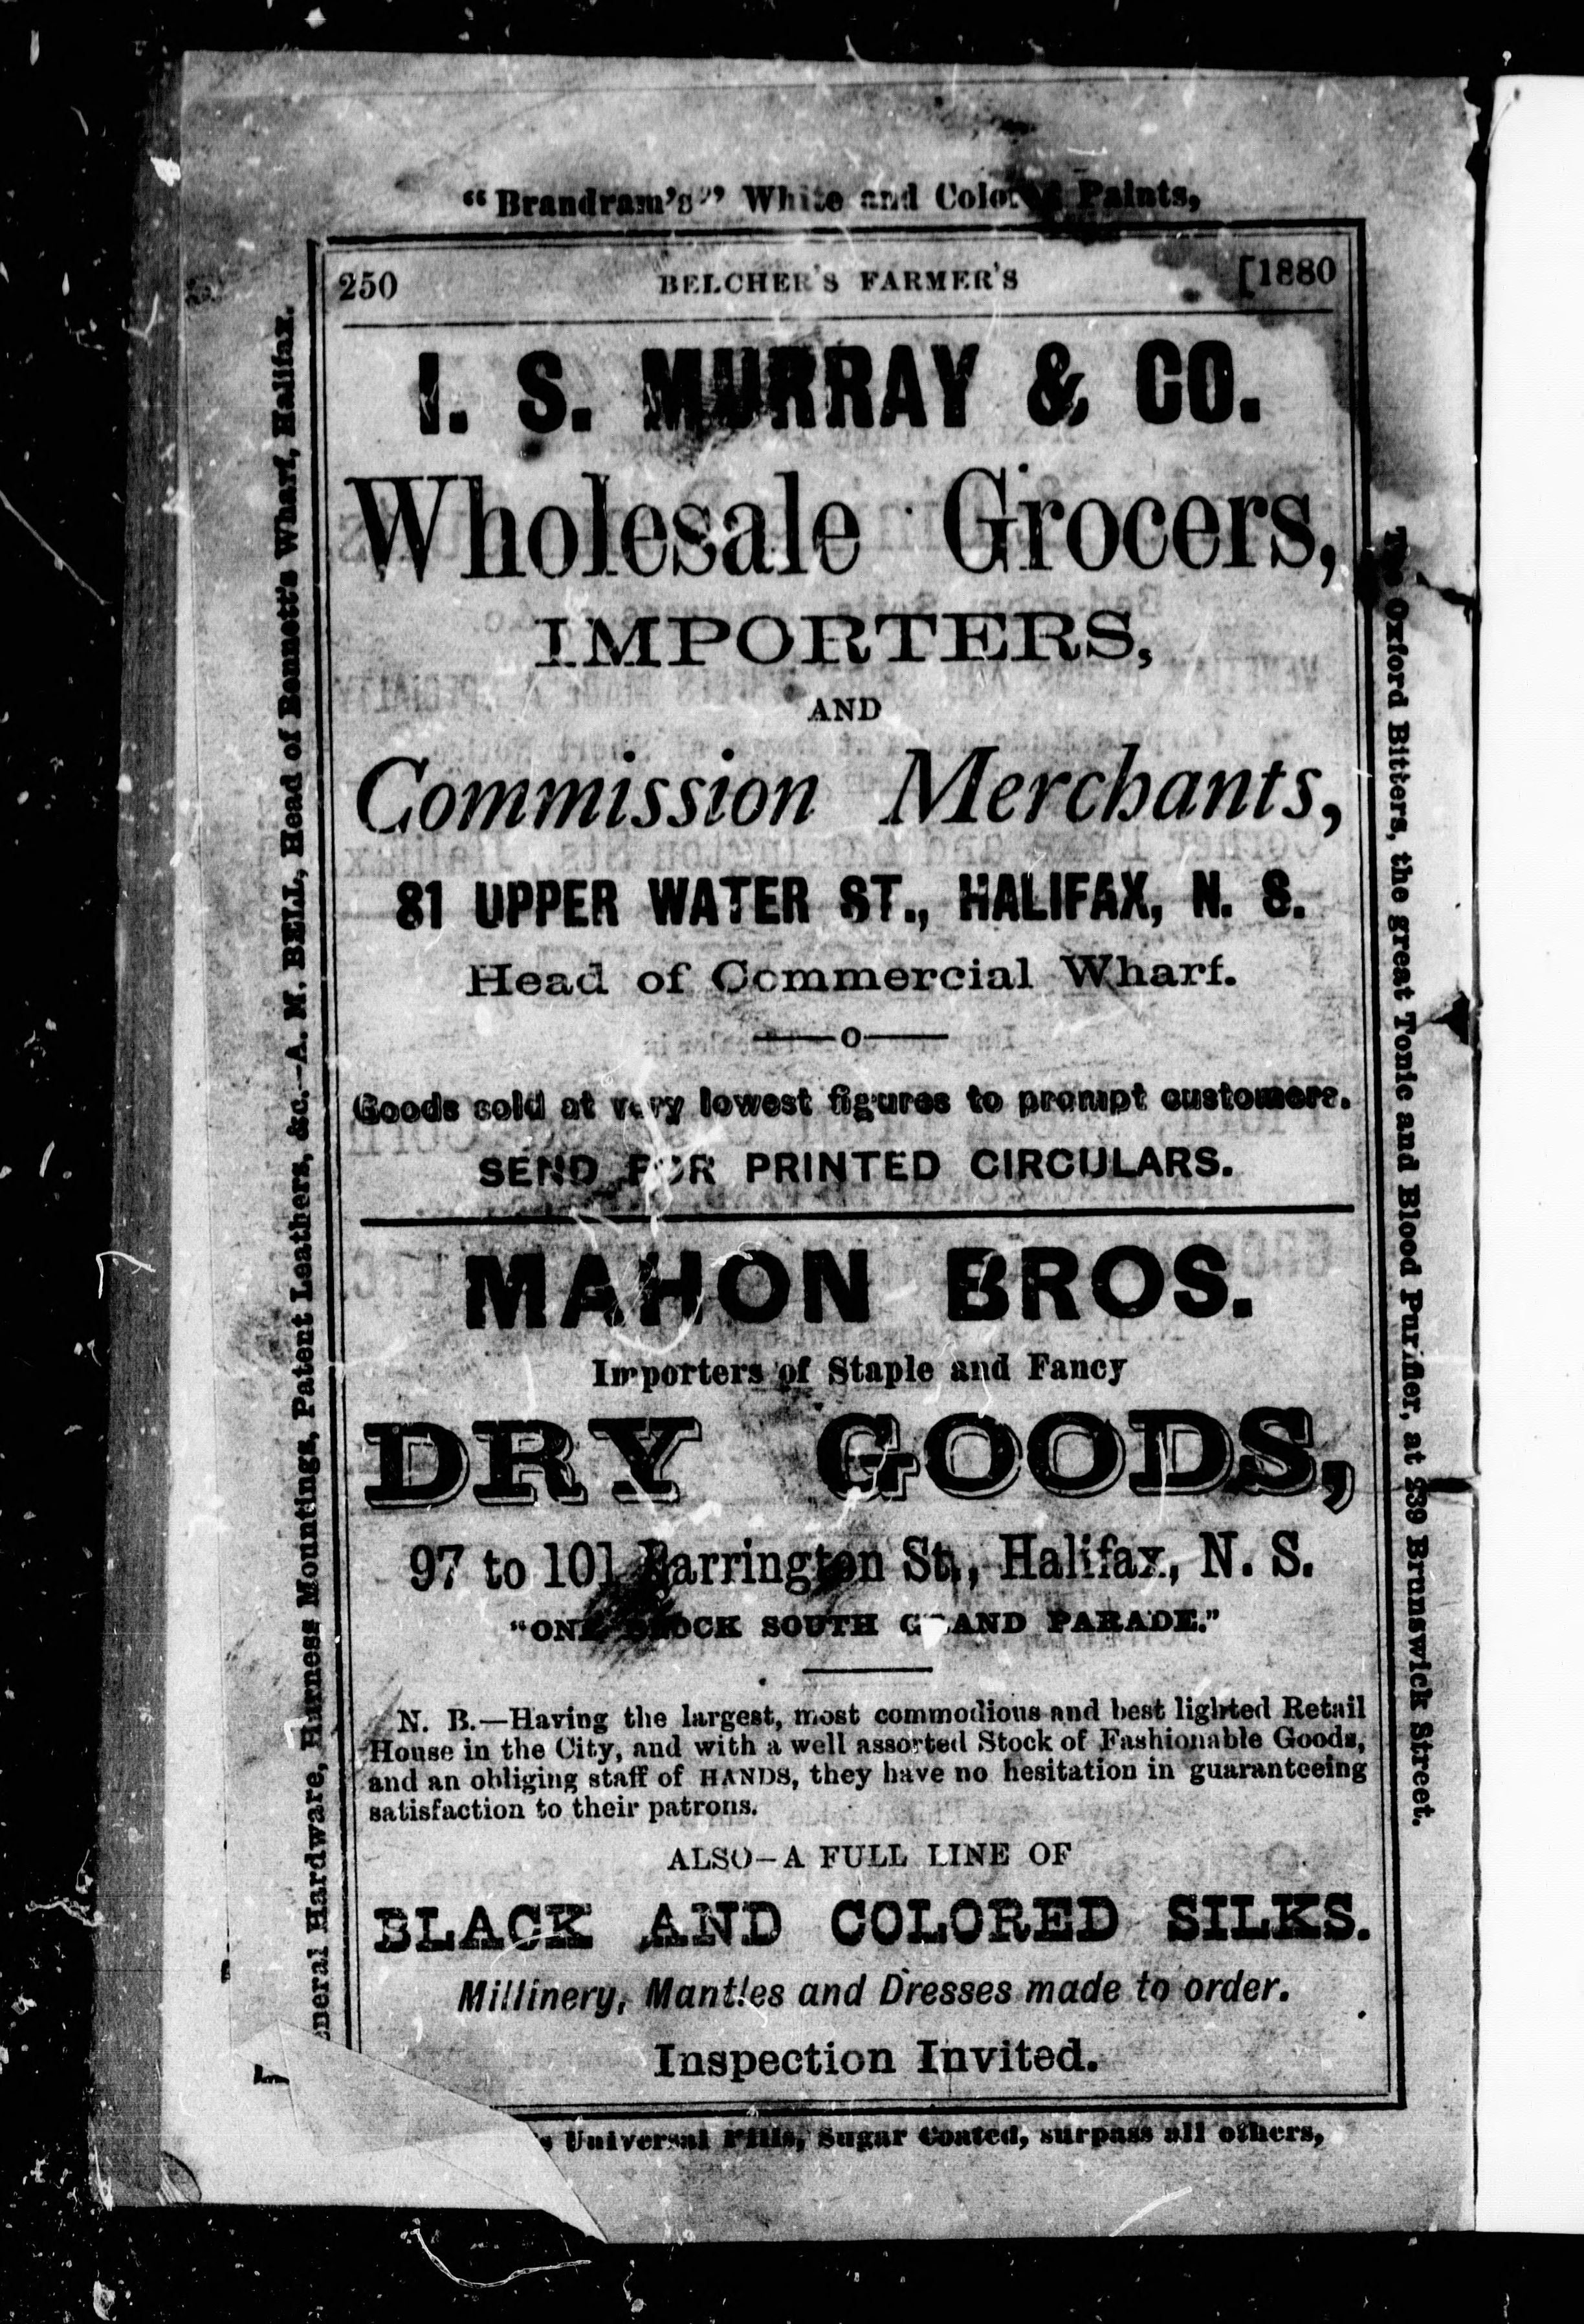 "Brandram's" White and Colored Paints,
250 BELCHER'S FARMER'S [1880
I. S. MURRAY & CO.
Wholesale Grocers,
IMPORTERS,
AND
Commission Merchants,
81 UPPER WATER ST., HALIFAX, N. S.
Head of Commercial Wharf.
——o——
Goods sold at very lowest figures to prompt customers.
SEND FOR PRINTED CIRCULARS.
MAHON BROS.
Importers of Staple and Fancy
DRY GOODS,
97 to 101 Barrington St., Halifax, N. S.
"ONE BLOCK SOUTH GRAND PARADE."
N. B.—Having the largest, most commodious and best lighted Retail
House in the City, and with a well assorted Stock of Fashionable Goods,
and an obliging staff of HANDS, they have no hesitation in guaranteeing
satisfaction to their patrons.
ALSO—A FULL LINE OF
BLACK AND COLORED SILKS.
Millinery, Mantles and Dresses made to order.
Inspection Invited.
Universal Pills, Sugar Coated, surpass all others,
eneral Hardware, Harness Mountings, Patent Leathers, &c.—A. M. BELL, Head of Bennett's Wharf, Halifax.
The Oxford Bitters, the great Tonic and Blood Purifier, at 239 Brunswick Street.